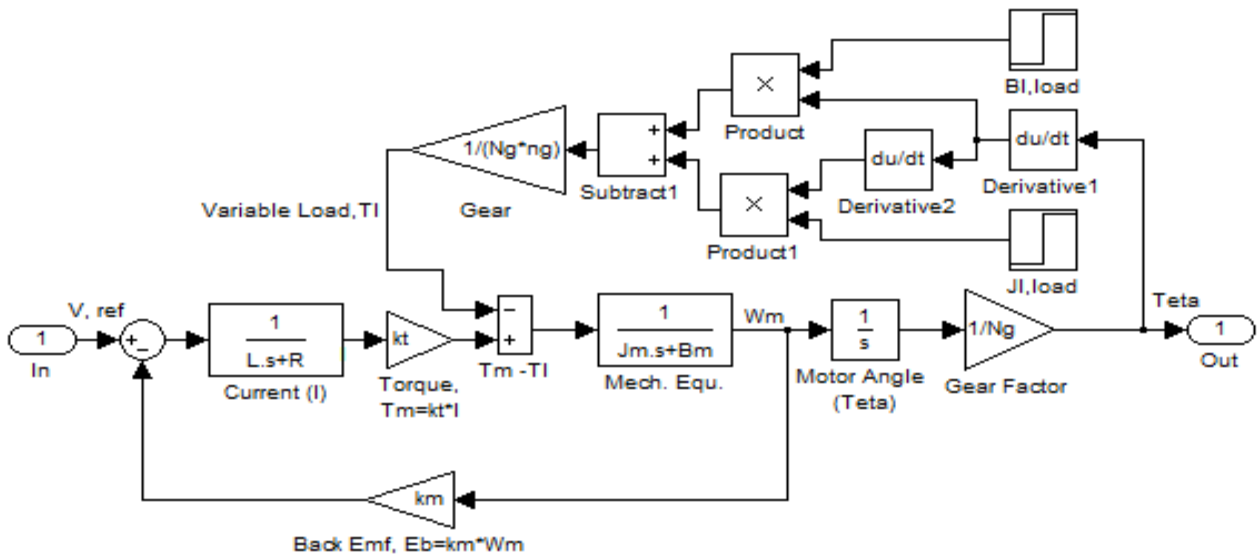 BI,load
×
Product
du/dt
Derivative1
+
+
Subtract1
1/(Ng*ng)
Gear
du/dt
Derivative2
×
Product1
JI,load
Variable Load,TI
V, ref
1
In
+
−
1
L.s+R
Current (I)
kt
Torque,
Tm=kt*I
−
+
Tm -TI
1
Jm.s+Bm
Mech. Equ.
Wm
1
s
Motor Angle
(Teta)
1/Ng
Gear Factor
Teta
1
Out
km
Back Emf, Eb=km*Wm